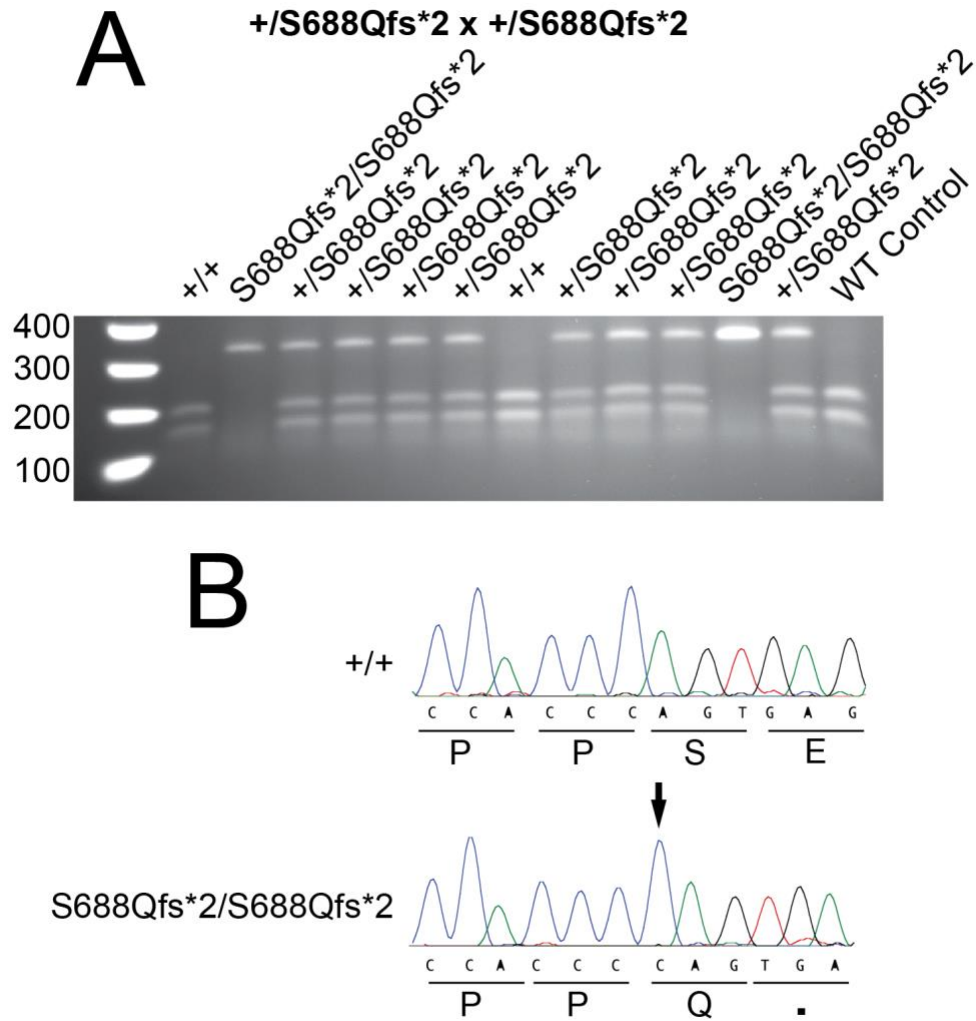 A
+/S688Qfs*2 x +/S688Qfs*2
+/+
S688Qfs*2/S688Qfs*2
+/S688Qfs*2
+/S688Qfs*2
+/S688Qfs*2
+/S688Qfs*2
+/+
+/S688Qfs*2
+/S688Qfs*2
+/S688Qfs*2
S688Qfs*2/S688Qfs*2
+/S688Qfs*2
WT Control
400
300
200
100
B
+/+
C C A C C C A G T G A G
P P S E
S688Qfs*2/S688Qfs*2
C C A C C C C A G T G A
P P Q .